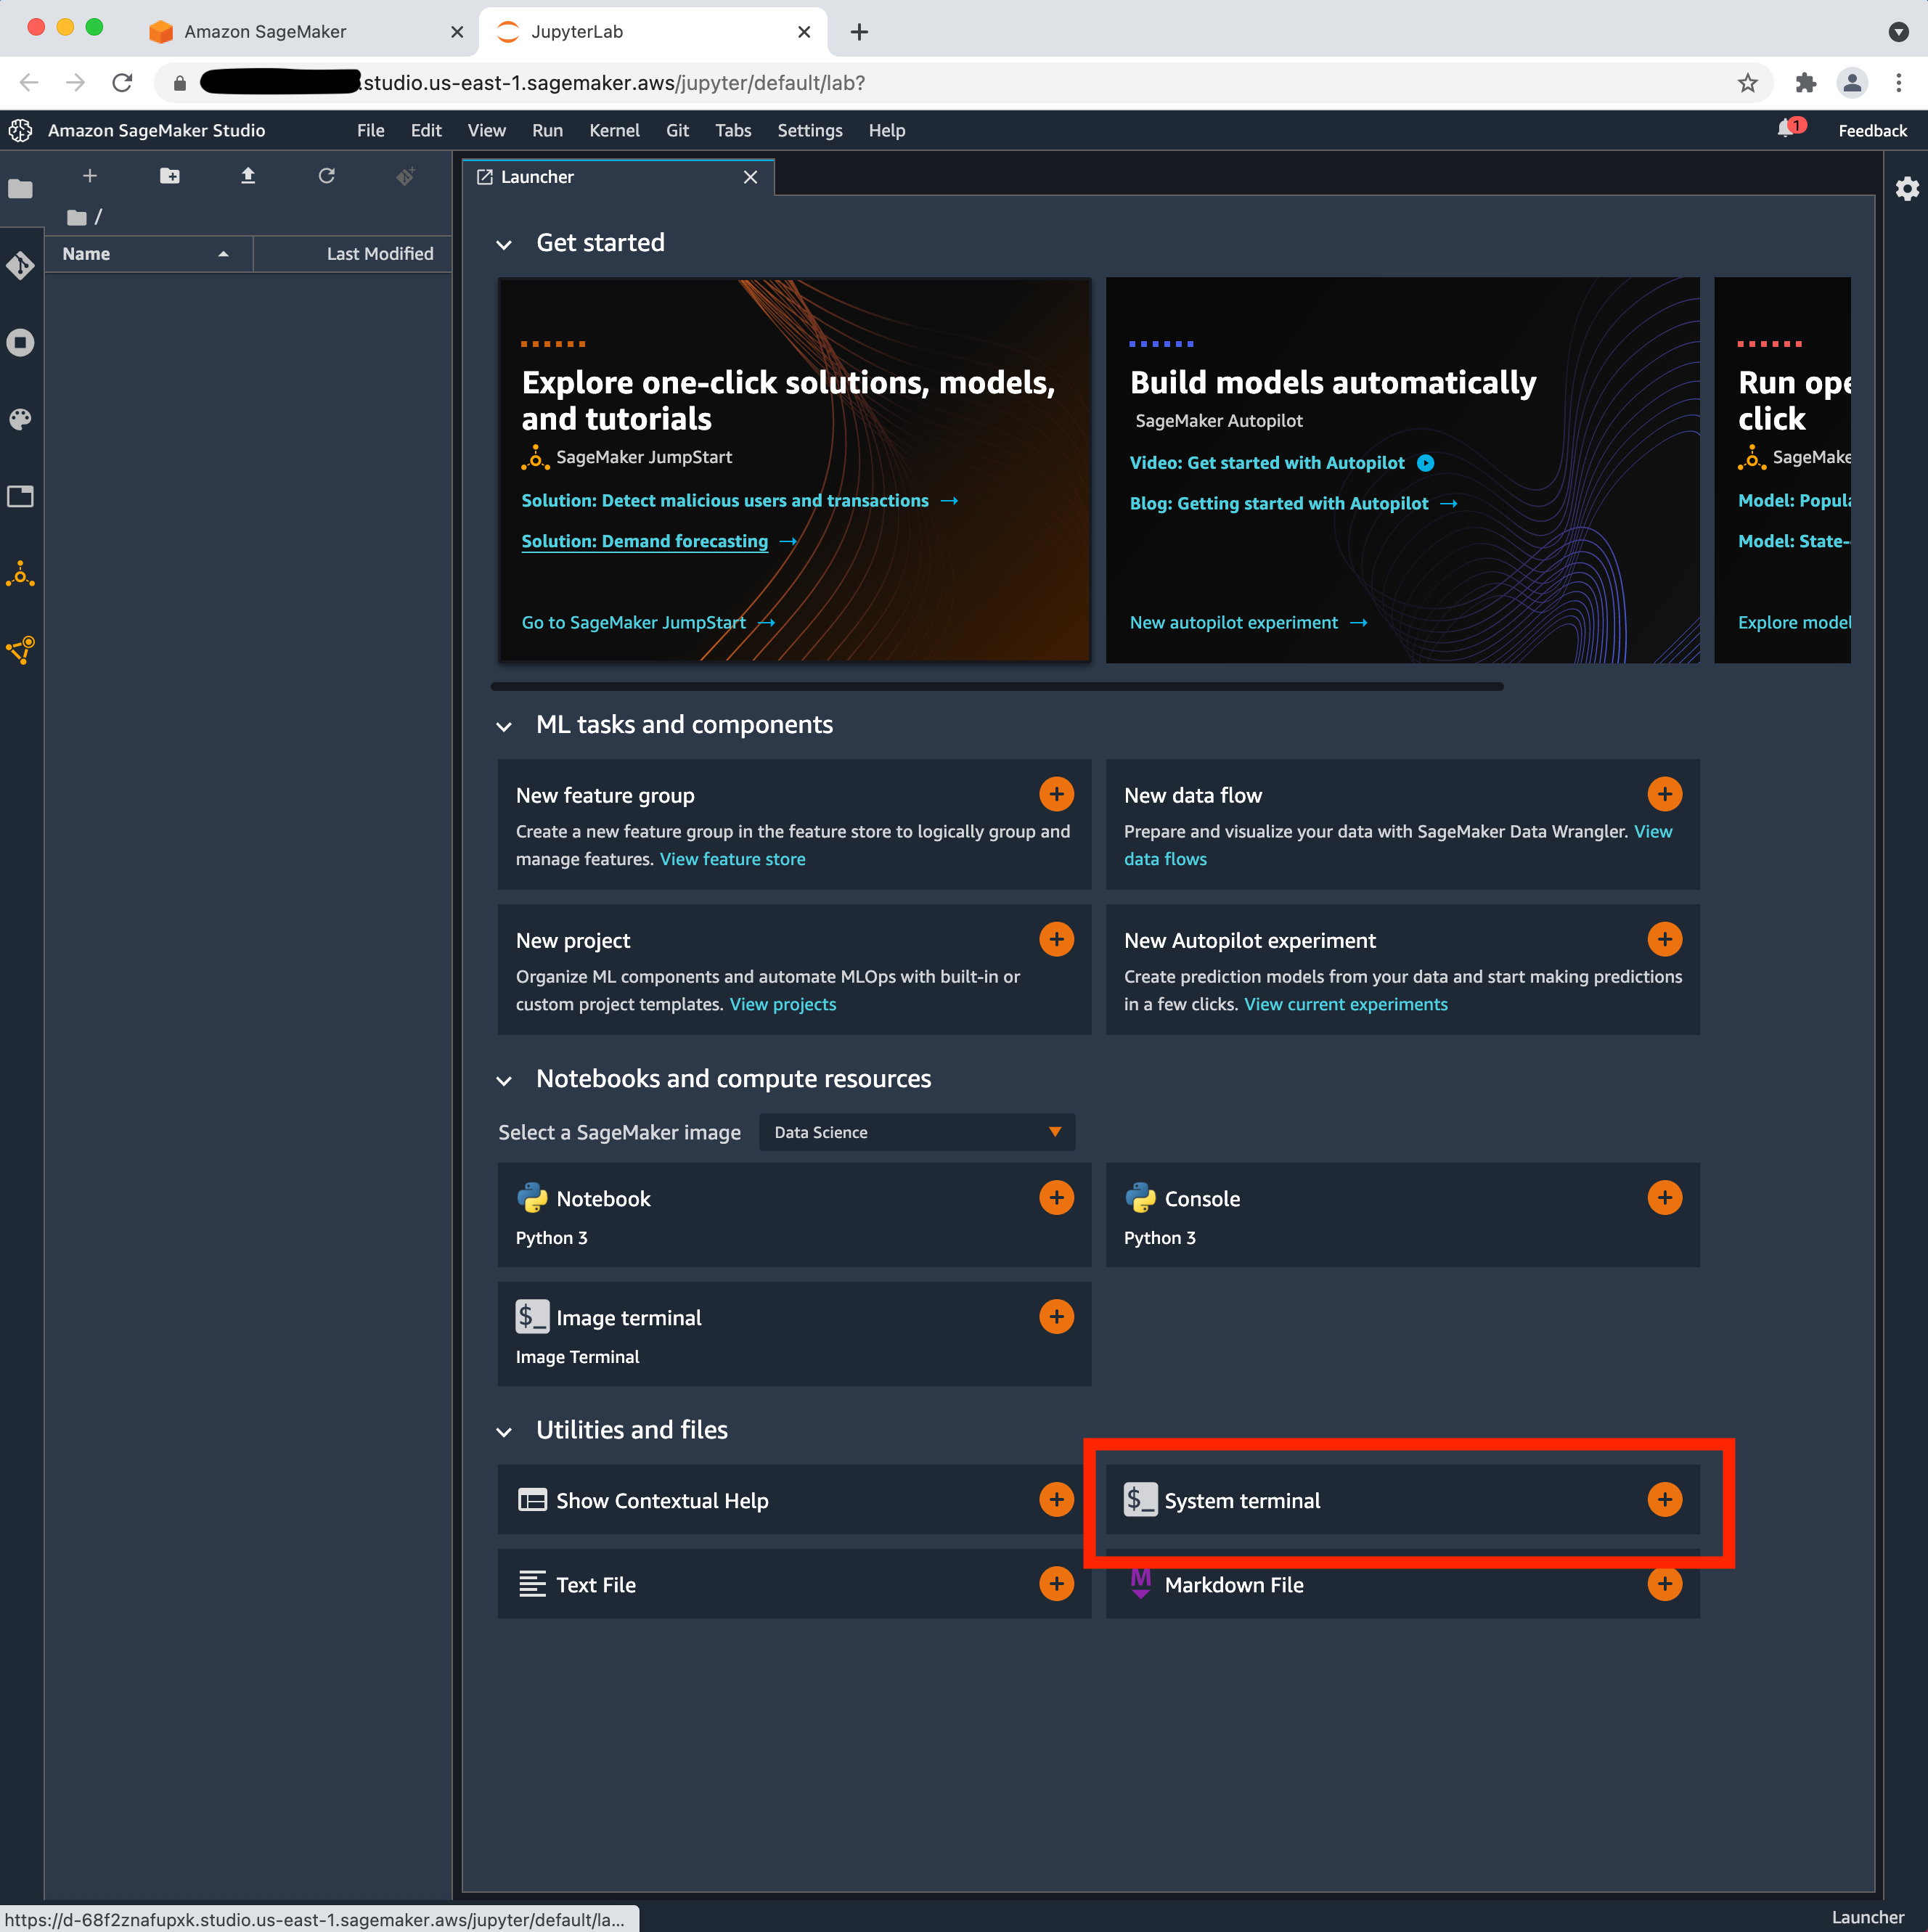 Amazon SageMaker
JupyterLab
.studio.us-east-1.sagemaker.aws/jupyter/default/lab?
Amazon SageMaker Studio
File Edit View Run Kernel Git Tabs Settings Help
1
Feedback
/
Name
Last Modified
Launcher
Get started
Explore one-click solutions, models,
and tutorials
SageMaker JumpStart
Solution: Detect malicious users and transactions →
Solution: Demand forecasting →
Go to SageMaker JumpStart →
Build models automatically
SageMaker Autopilot
Video: Get started with Autopilot
Blog: Getting started with Autopilot →
New autopilot experiment →
Run ope
click
SageMake
Model: Popula
Model: State-
Explore model
ML tasks and components
New feature group
Create a new feature group in the feature store to logically group and
manage features. View feature store
New data flow
Prepare and visualize your data with SageMaker Data Wrangler. View
data flows
New project
Organize ML components and automate MLOps with built-in or
custom project templates. View projects
New Autopilot experiment
Create prediction models from your data and start making predictions
in a few clicks. View current experiments
Notebooks and compute resources
Select a SageMaker image
Data Science
Notebook
Python 3
Console
Python 3
$_ Image terminal
Image Terminal
Utilities and files
Show Contextual Help
$_ System terminal
Text File
M Markdown File
https://d-68f2znafupxk.studio.us-east-1.sagemaker.aws/jupyter/default/la...
Launcher